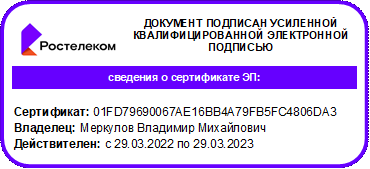 ДОКУМЕНТ ПОДПИСАН УСИЛЕННОЙ
КВАЛИФИЦИРОВАННОЙ ЭЛЕКТРОННОЙ
ПОДПИСЬЮ
Ростелеком
сведения о сертификате ЭП:
Сертификат: 01FD79690067AE16BB4A79FB5FC4806DA3
Владелец: Меркулов Владимир Михайлович
Действителен: с 29.03.2022 по 29.03.2023